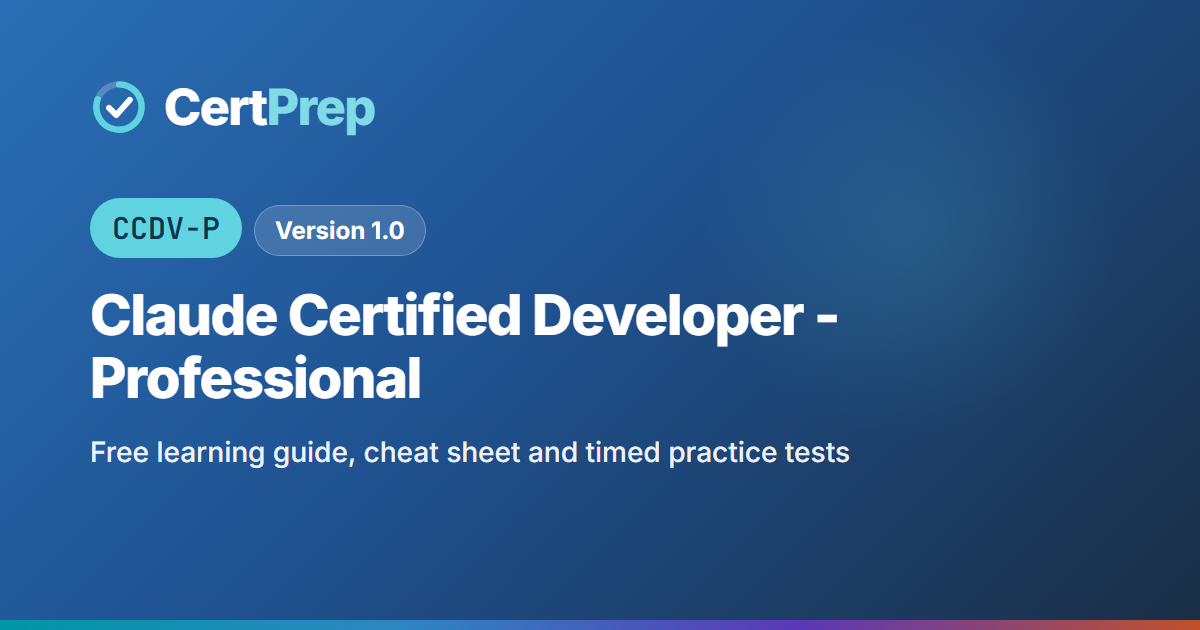 CertPrep
CCDV-P
Version 1.0
Claude Certified Developer -
Professional
Free learning guide, cheat sheet and timed practice tests